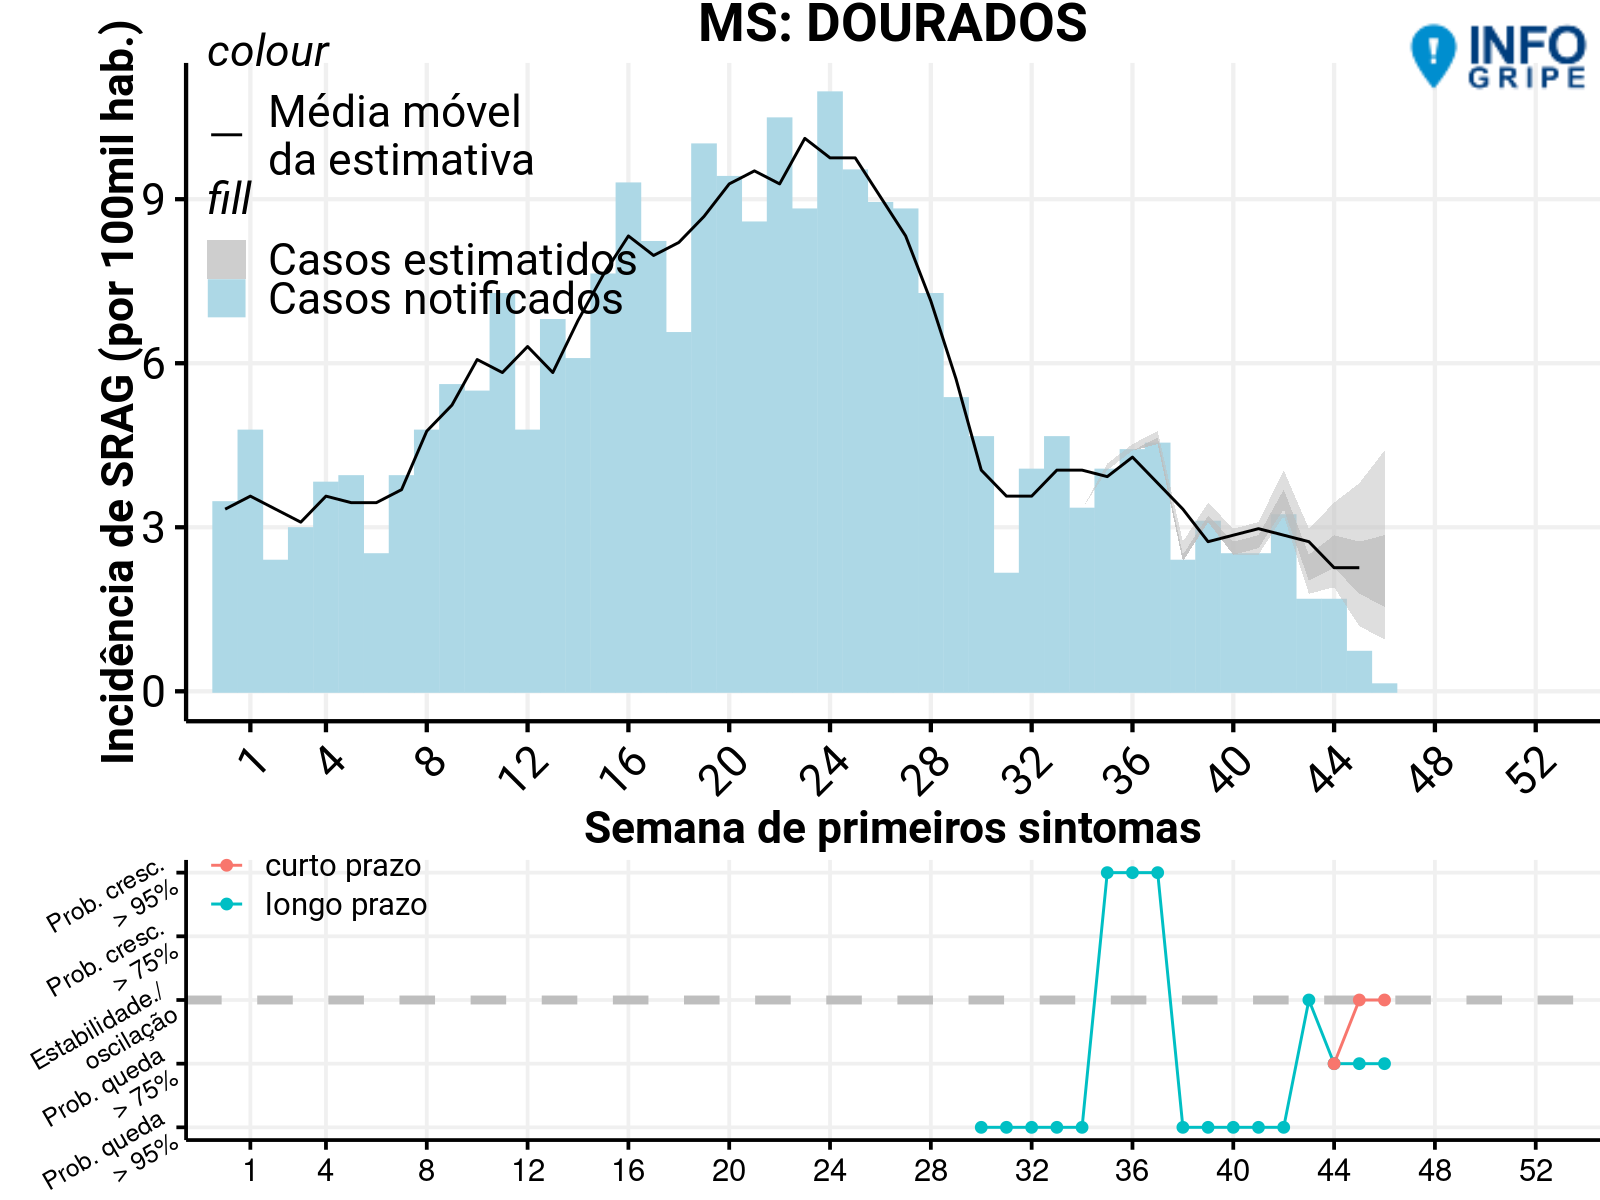 MS: DOURADOS
INFO
GRIPE
Incidência de SRAG (por 100mil hab.)
colour
Média móvel
da estimativa
fill
Casos estimatidos
Casos notificados
9
6
3
0
1 4 8 12 16 20 24 28 32 36 40 44 48 52
Semana de primeiros sintomas
curto prazo
longo prazo
Prob. cresc.
> 95%
Prob. cresc.
> 75%
Estabilidade./
oscilação
Prob. queda
> 75%
Prob. queda
> 95%
1 4 8 12 16 20 24 28 32 36 40 44 48 52